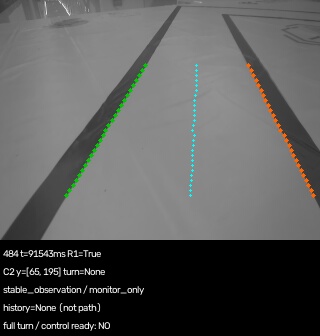 484 t=91543ms R1=True
C2 y=[65, 195] turn=None
stable_observation / monitor_only
history=None (not path)
full turn / control ready: NO